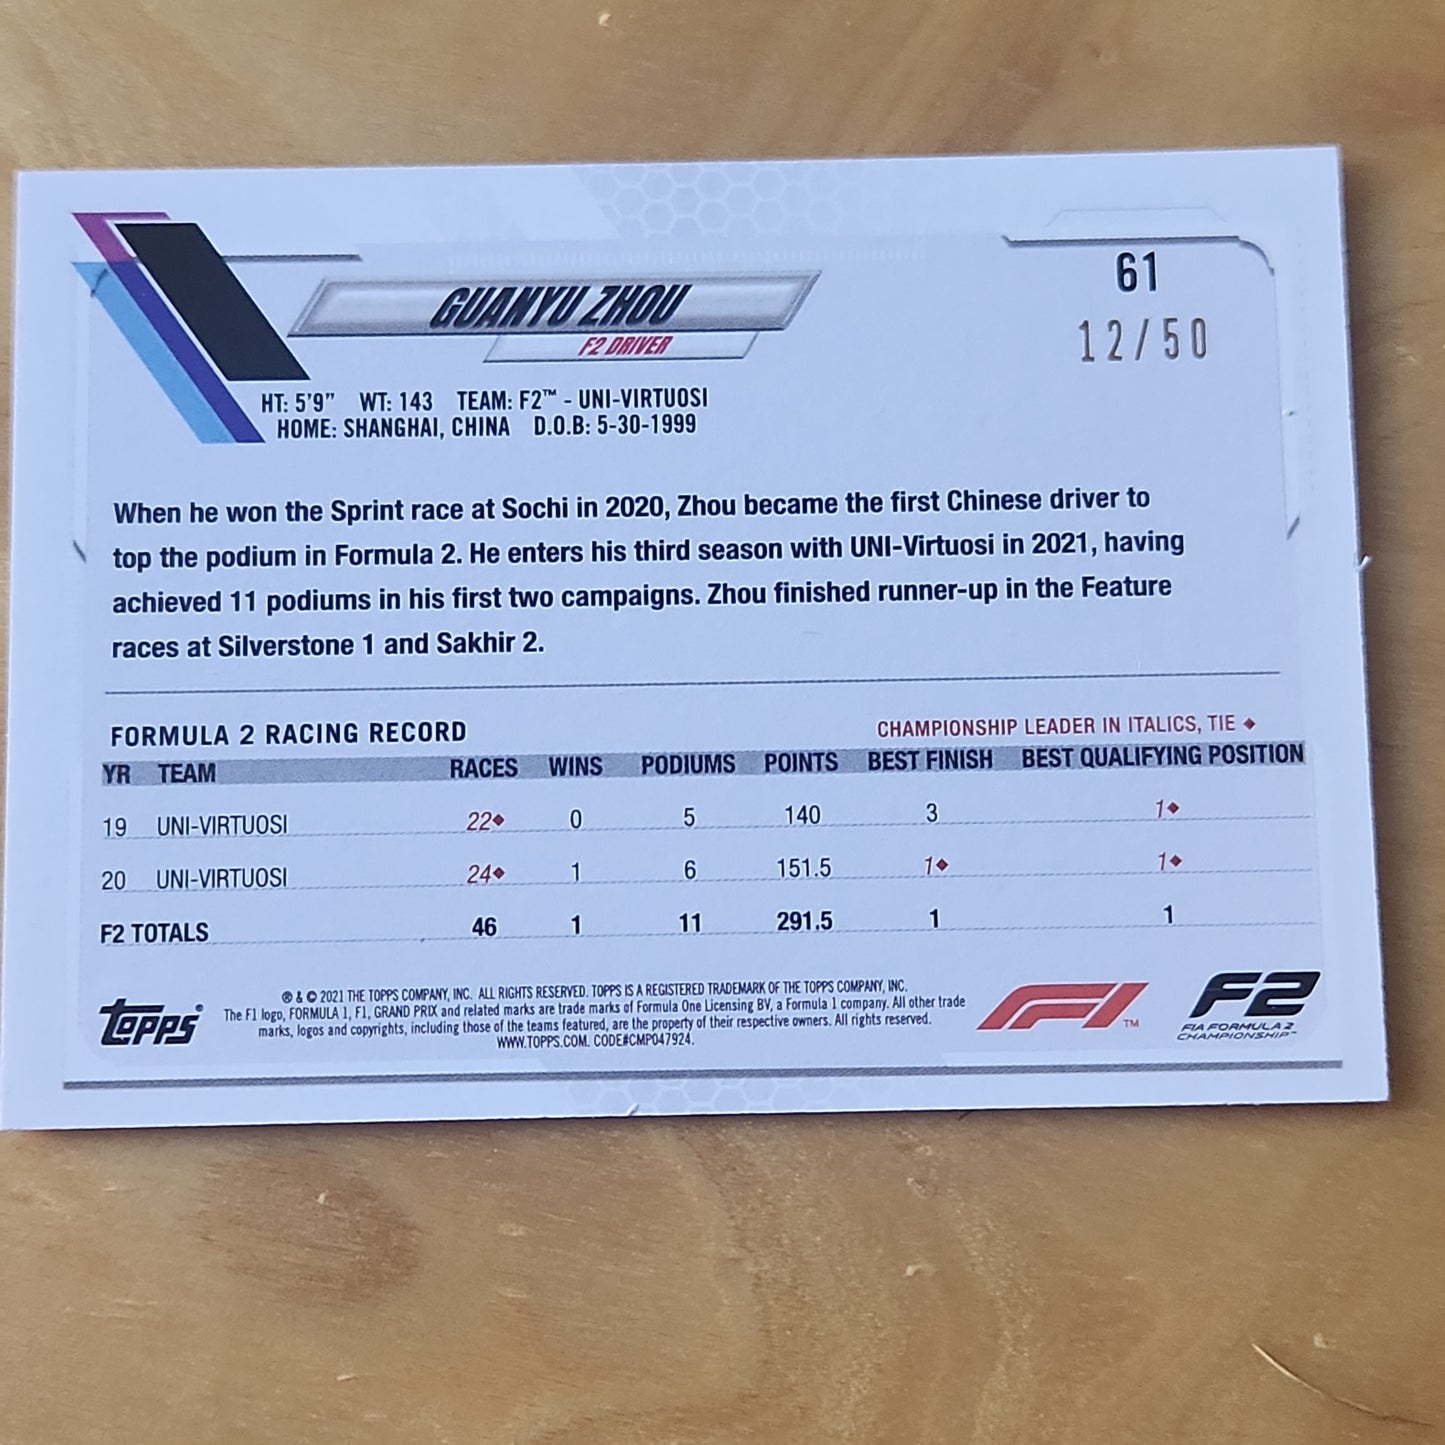 GUANYU ZHOU
F2 DRIVER
61
12/50
HT: 5'9" WT: 143 TEAM: F2™ - UNI-VIRTUOSI
HOME: SHANGHAI, CHINA D.O.B: 5-30-1999
When he won the Sprint race at Sochi in 2020, Zhou became the first Chinese driver to
top the podium in Formula 2. He enters his third season with UNI-Virtuosi in 2021, having
achieved 11 podiums in his first two campaigns. Zhou finished runner-up in the Feature
races at Silverstone 1 and Sakhir 2.
FORMULA 2 RACING RECORD CHAMPIONSHIP LEADER IN ITALICS, TIE ♦
YR TEAM RACES WINS PODIUMS POINTS BEST FINISH BEST QUALIFYING POSITION
19 UNI-VIRTUOSI 22♦ 0 5 140 3 1♦
20 UNI-VIRTUOSI 24♦ 1 6 151.5 1♦ 1♦
F2 TOTALS 46 1 11 291.5 1 1
topps®
® & © 2021 THE TOPPS COMPANY, INC. ALL RIGHTS RESERVED. TOPPS IS A REGISTERED TRADEMARK OF THE TOPPS COMPANY, INC.
The F1 logo, FORMULA 1, F1, GRAND PRIX and related marks are trade marks of Formula One Licensing BV, a Formula 1 company. All other trade
marks, logos and copyrights, including those of the teams featured, are the property of their respective owners. All rights reserved.
WWW.TOPPS.COM. CODE#CMP047924.
F1™
F2
FIA FORMULA 2
CHAMPIONSHIP™